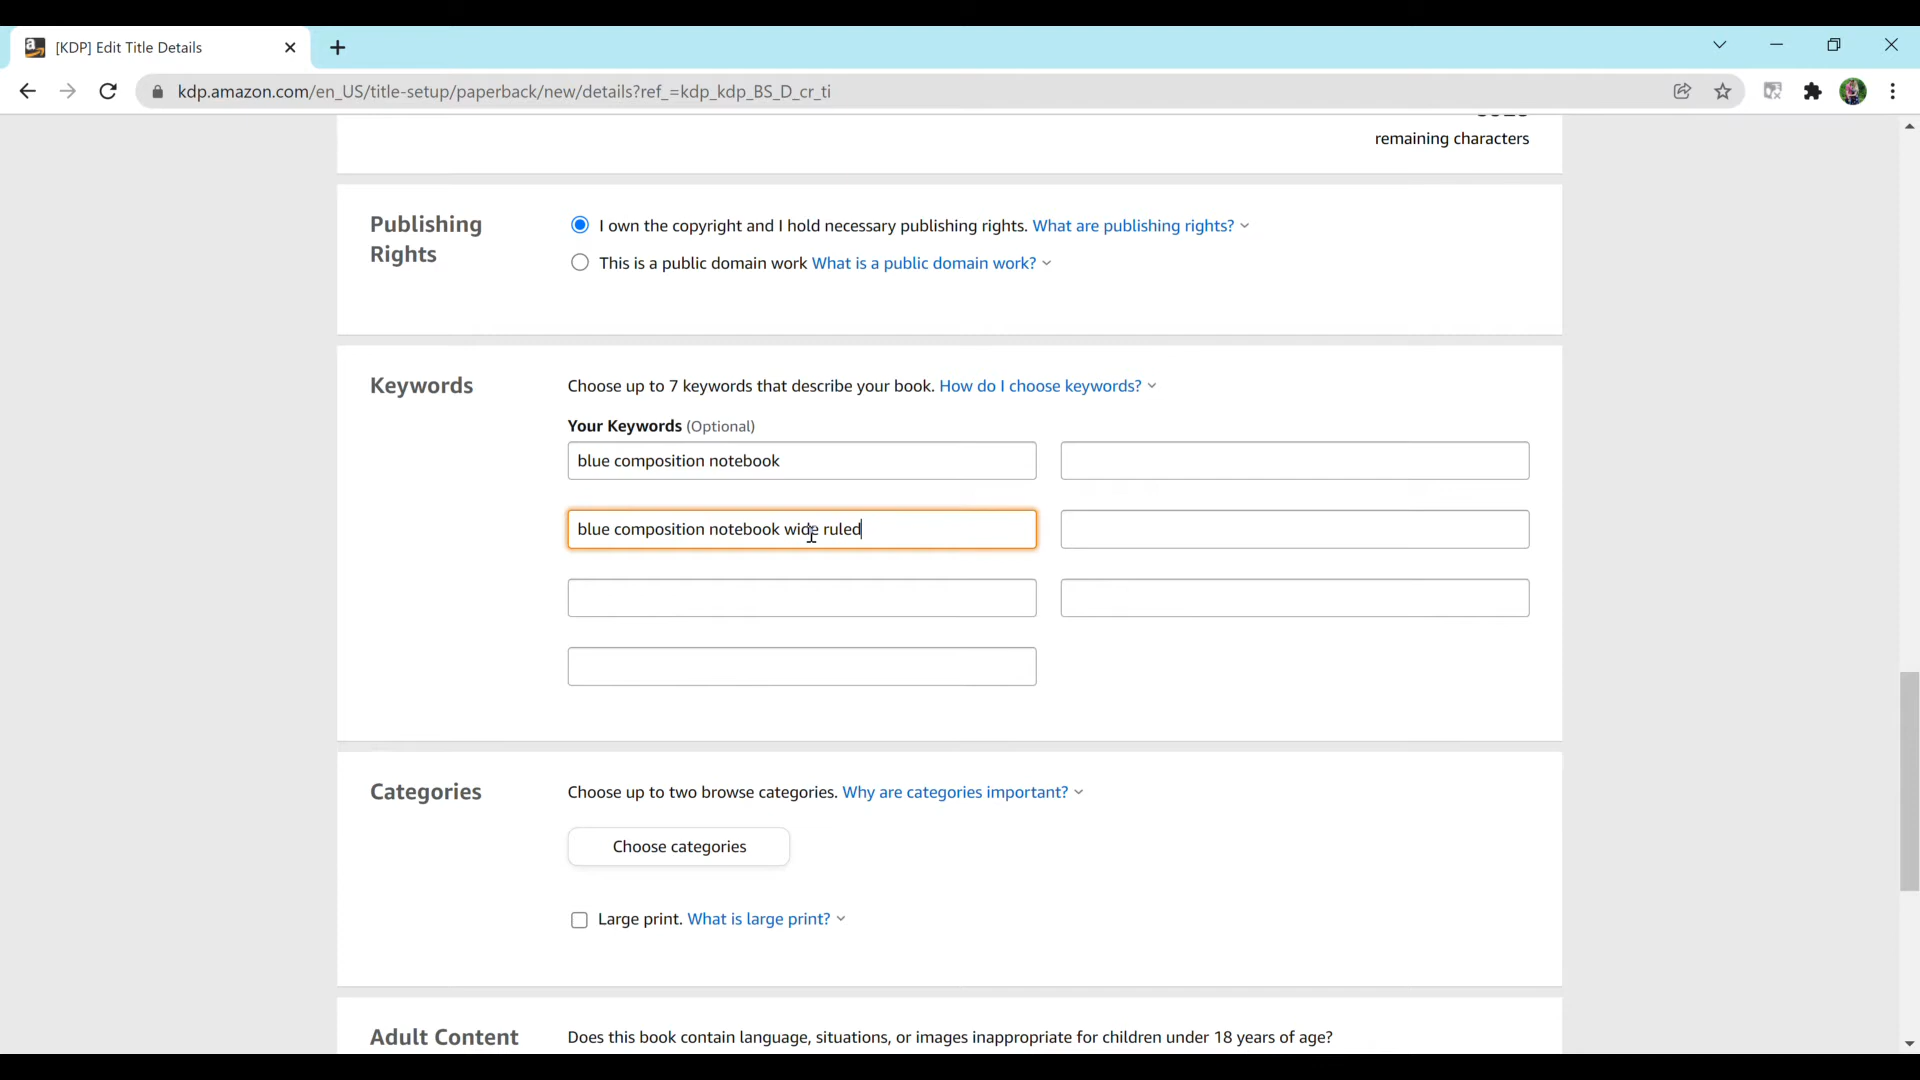 [KDP] Edit Title Details
kdp.amazon.com/en_US/title-setup/paperback/new/details?ref_=kdp_kdp_BS_D_cr_ti
remaining characters
Publishing Rights
I own the copyright and I hold necessary publishing rights. What are publishing rights?
This is a public domain work What is a public domain work?
Keywords
Choose up to 7 keywords that describe your book. How do I choose keywords?
Your Keywords (Optional)
blue composition notebook
blue composition notebook wide ruled
Categories
Choose up to two browse categories. Why are categories important?
Choose categories
Large print. What is large print?
Adult Content
Does this book contain language, situations, or images inappropriate for children under 18 years of age?